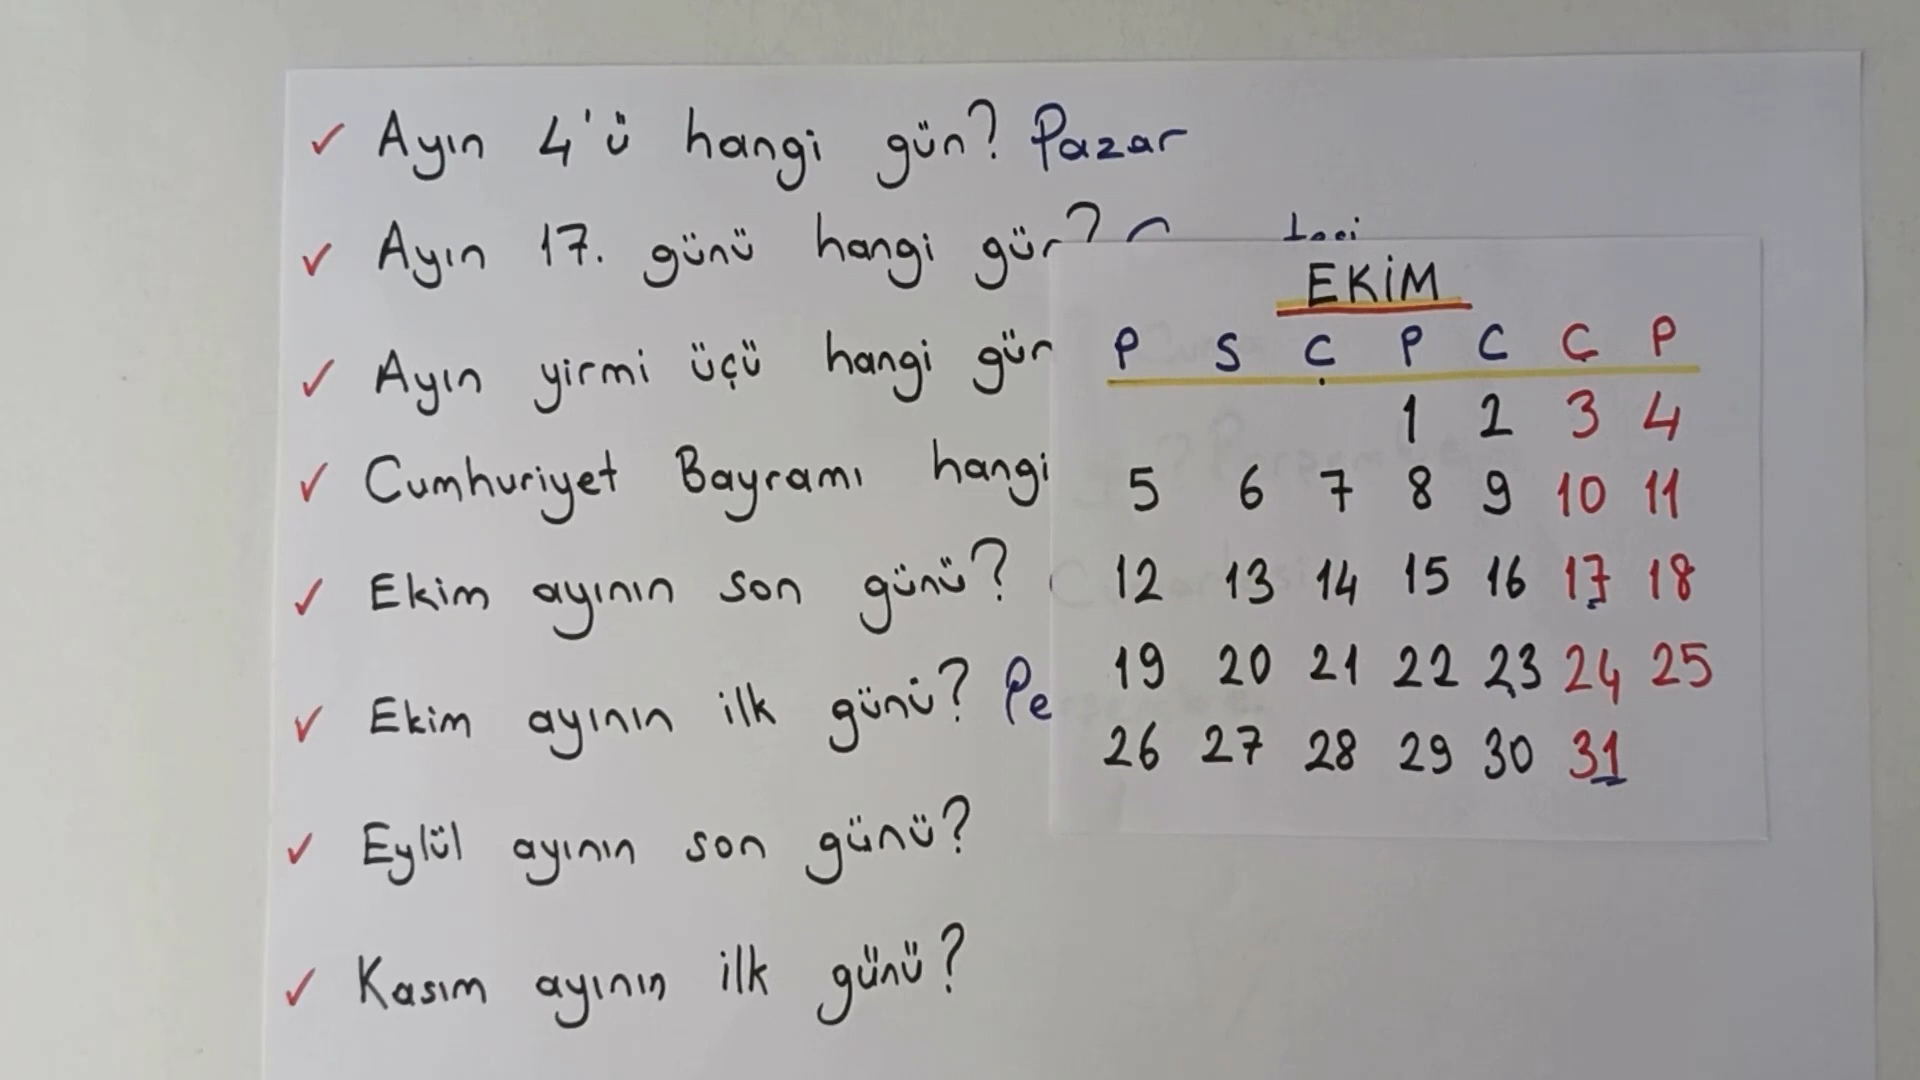 ✓ Ayın 4'ü hangi gün? Pazar
✓ Ayın 17. günü hangi gün?
✓ Ayın yirmi üçü hangi
✓ Cumhuriyet Bayramı hangi
✓ Ekim ayının son günü?
✓ Ekim ayının ilk günü? Pe
✓ Eylül ayının son günü?
✓ Kasım ayının ilk günü?
EKİM
P S Ç P C C P
1 2 3 4
5 6 7 8 9 10 11
12 13 14 15 16 17 18
19 20 21 22 23 24 25
26 27 28 29 30 31